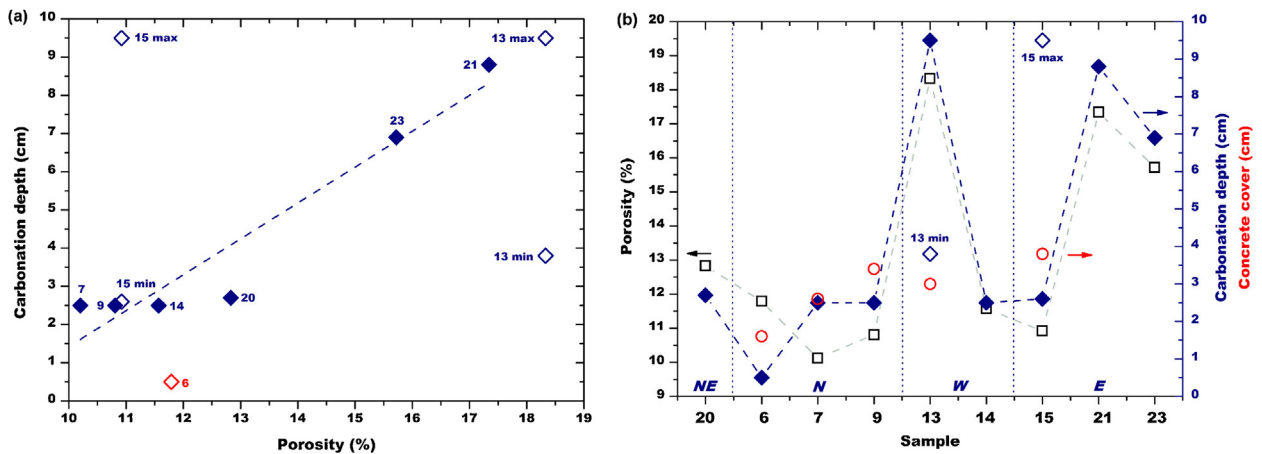 (a)
Carbonation depth (cm)
10
9
8
7
6
5
4
3
2
1
0
15 max
13 max
21
23
13 min
7
9
15 min
14
20
6
10 11 12 13 14 15 16 17 18 19
Porosity (%)
(b)
Porosity (%)
20
19
18
17
16
15
14
13
12
11
10
9
15 max
13 min
NE N W E
20 6 7 9 13 14 15 21 23
Sample
10
9
8
7
6
5
4
3
2
1
0
Carbonation depth (cm)
Concrete cover (cm)